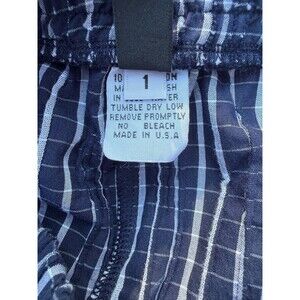 1
TUMBLE DRY LOW
REMOVE PROMPTLY
NO BLEACH
MADE IN U.S.A